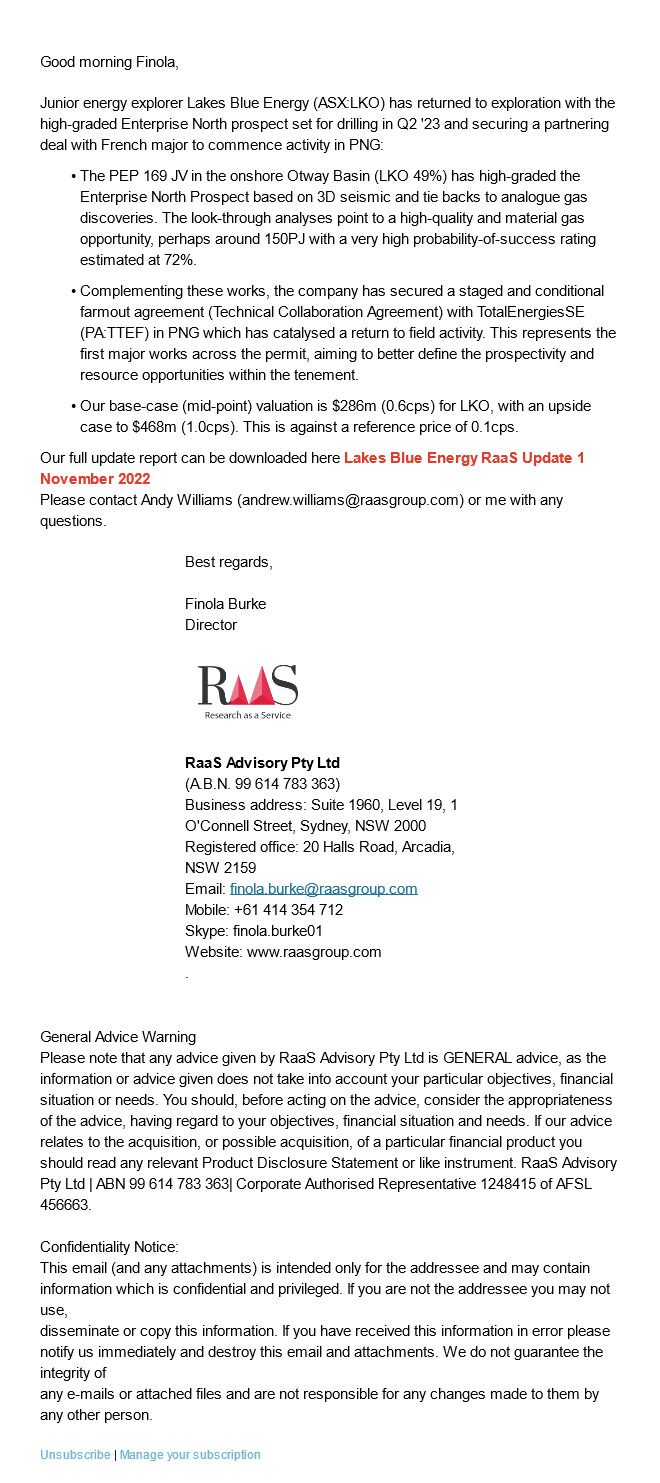 Good morning Finola,
Junior energy explorer Lakes Blue Energy (ASX:LKO) has returned to exploration with the
high-graded Enterprise North prospect set for drilling in Q2 '23 and securing a partnering
deal with French major to commence activity in PNG:
• The PEP 169 JV in the onshore Otway Basin (LKO 49%) has high-graded the
Enterprise North Prospect based on 3D seismic and tie backs to analogue gas
discoveries. The look-through analyses point to a high-quality and material gas
opportunity, perhaps around 150PJ with a very high probability-of-success rating
estimated at 72%.
• Complementing these works, the company has secured a staged and conditional
farmout agreement (Technical Collaboration Agreement) with TotalEnergiesSE
(PA:TTEF) in PNG which has catalysed a return to field activity. This represents the
first major works across the permit, aiming to better define the prospectivity and
resource opportunities within the tenement.
• Our base-case (mid-point) valuation is $286m (0.6cps) for LKO, with an upside
case to $468m (1.0cps). This is against a reference price of 0.1cps.
Our full update report can be downloaded here Lakes Blue Energy RaaS Update 1
November 2022
Please contact Andy Williams (andrew.williams@raasgroup.com) or me with any
questions.
Best regards,
Finola Burke
Director
RaaS
Research as a Service
RaaS Advisory Pty Ltd
(A.B.N. 99 614 783 363)
Business address: Suite 1960, Level 19, 1
O'Connell Street, Sydney, NSW 2000
Registered office: 20 Halls Road, Arcadia,
NSW 2159
Email: finola.burke@raasgroup.com
Mobile: +61 414 354 712
Skype: finola.burke01
Website: www.raasgroup.com
.
General Advice Warning
Please note that any advice given by RaaS Advisory Pty Ltd is GENERAL advice, as the
information or advice given does not take into account your particular objectives, financial
situation or needs. You should, before acting on the advice, consider the appropriateness
of the advice, having regard to your objectives, financial situation and needs. If our advice
relates to the acquisition, or possible acquisition, of a particular financial product you
should read any relevant Product Disclosure Statement or like instrument. RaaS Advisory
Pty Ltd | ABN 99 614 783 363| Corporate Authorised Representative 1248415 of AFSL
456663.
Confidentiality Notice:
This email (and any attachments) is intended only for the addressee and may contain
information which is confidential and privileged. If you are not the addressee you may not
use,
disseminate or copy this information. If you have received this information in error please
notify us immediately and destroy this email and attachments. We do not guarantee the
integrity of
any e-mails or attached files and are not responsible for any changes made to them by
any other person.
Unsubscribe | Manage your subscription